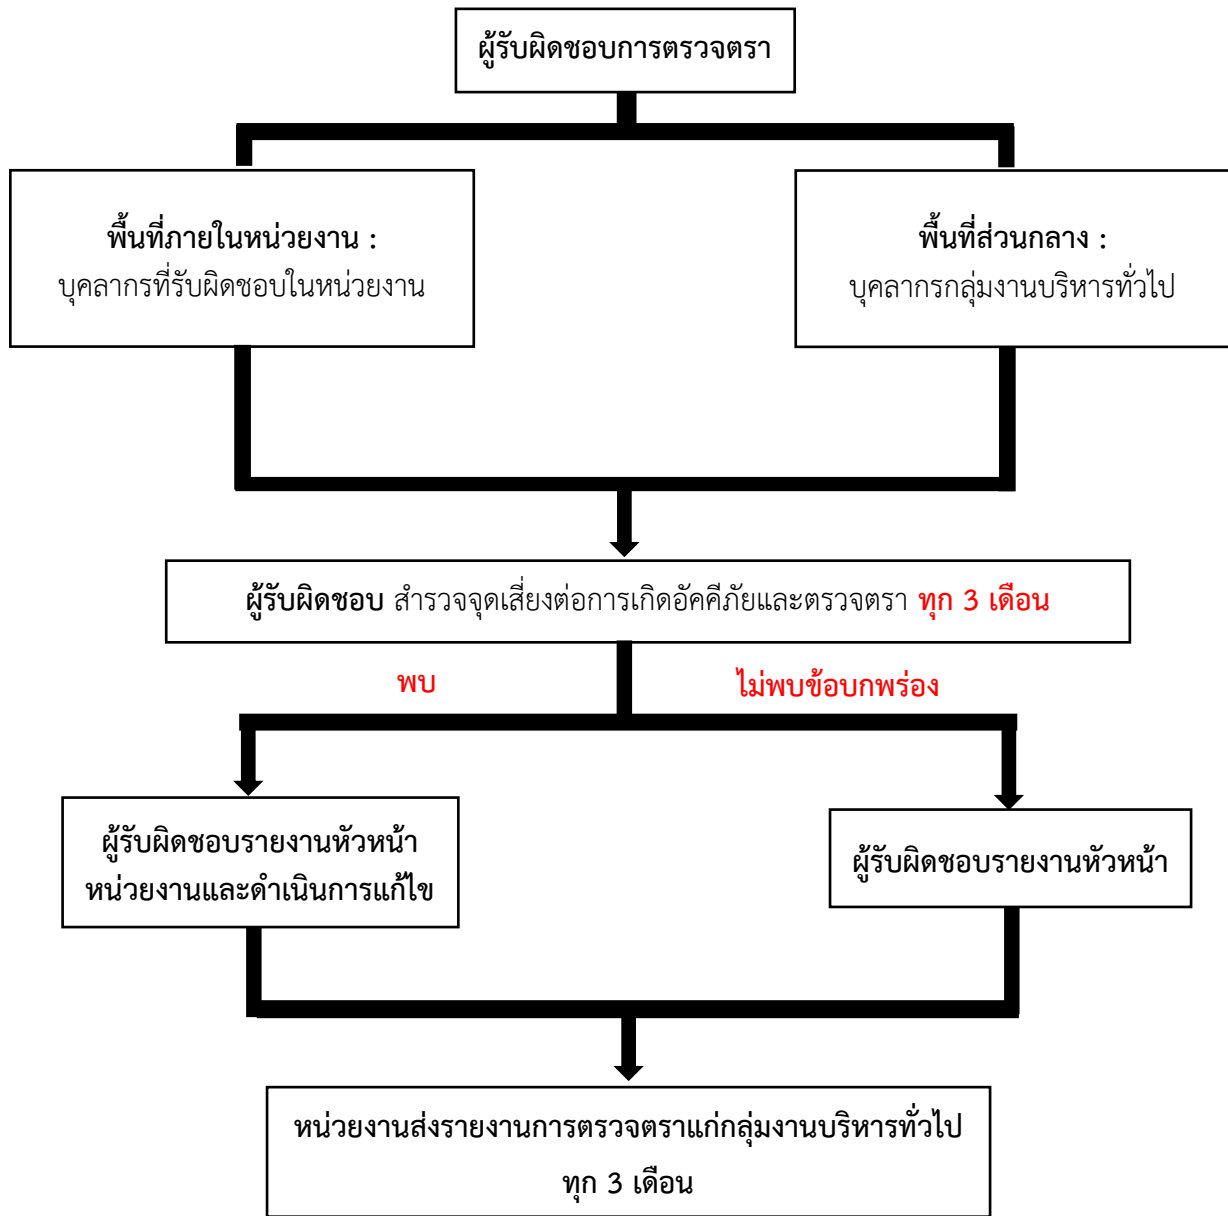 ผู้รับผิดชอบการตรวจตรา
พื้นที่ภายในหน่วยงาน :
บุคลากรที่รับผิดชอบในหน่วยงาน
พื้นที่ส่วนกลาง :
บุคลากรกลุ่มงานบริหารทั่วไป
ผู้รับผิดชอบ สำรวจจุดเสี่ยงต่อการเกิดอัคคีภัยและตรวจตรา ทุก 3 เดือน
พบ
ไม่พบข้อบกพร่อง
ผู้รับผิดชอบรายงานหัวหน้า
หน่วยงานและดำเนินการแก้ไข
ผู้รับผิดชอบรายงานหัวหน้า
หน่วยงานส่งรายงานการตรวจตราแก่กลุ่มงานบริหารทั่วไป
ทุก 3 เดือน